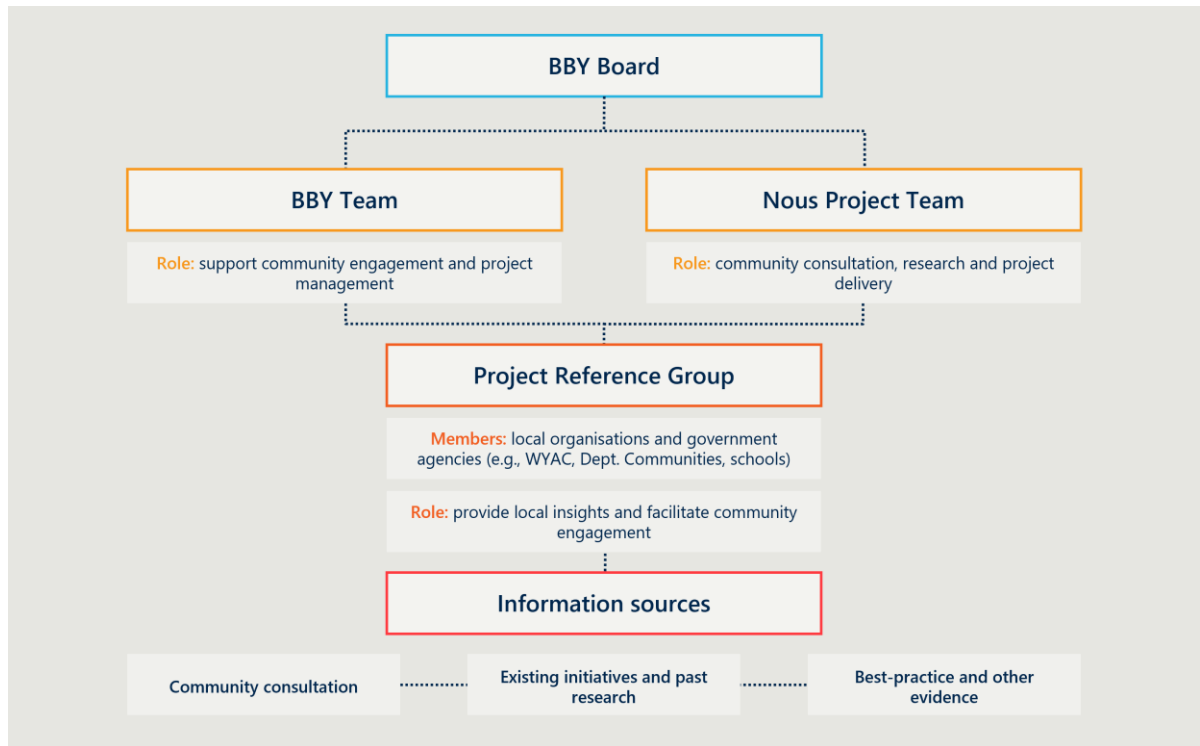 BBY Board
BBY Team
Nous Project Team
Role: support community engagement and project
management
Role: community consultation, research and project
delivery
Project Reference Group
Members: local organisations and government
agencies (e.g., WYAC, Dept. Communities, schools)
Role: provide local insights and facilitate community
engagement
Information sources
Community consultation
Existing initiatives and past
research
Best-practice and other
evidence